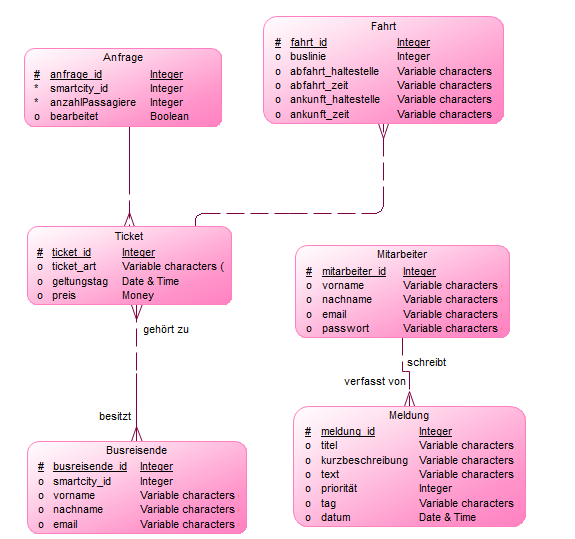 Anfrage
# anfrage_id Integer
* smartcity_id Integer
* anzahlPassagiere Integer
o bearbeitet Boolean
Fahrt
# fahrt_id Integer
o buslinie Integer
o abfahrt_haltestelle Variable characters
o abfahrt_zeit Variable characters
o ankunft_haltestelle Variable characters
o ankunft_zeit Variable characters
Ticket
# ticket_id Integer
o ticket_art Variable characters (
o geltungstag Date & Time
o preis Money
Mitarbeiter
# mitarbeiter_id Integer
o vorname Variable characters
o nachname Variable characters
o email Variable characters
o passwort Variable characters
gehört zu
besitzt
schreibt
verfasst von
Busreisende
# busreisende_id Integer
o smartcity_id Integer
o vorname Variable characters
o nachname Variable characters
o email Variable characters
Meldung
# meldung_id Integer
o titel Variable characters
o kurzbeschreibung Variable characters
o text Variable characters
o priorität Integer
o tag Variable characters
o datum Date & Time